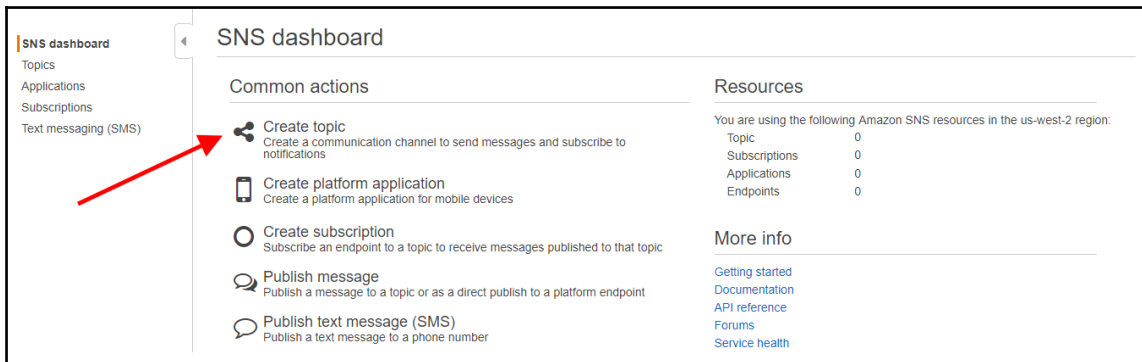 SNS dashboard
Topics
Applications
Subscriptions
Text messaging (SMS)
SNS dashboard
Common actions
Create topic
Create a communication channel to send messages and subscribe to
notifications
Create platform application
Create a platform application for mobile devices
Create subscription
Subscribe an endpoint to a topic to receive messages published to that topic
Publish message
Publish a message to a topic or as a direct publish to a platform endpoint
Publish text message (SMS)
Publish a text message to a phone number
Resources
You are using the following Amazon SNS resources in the us-west-2 region:
Topic 0
Subscriptions 0
Applications 0
Endpoints 0
More info
Getting started
Documentation
API reference
Forums
Service health